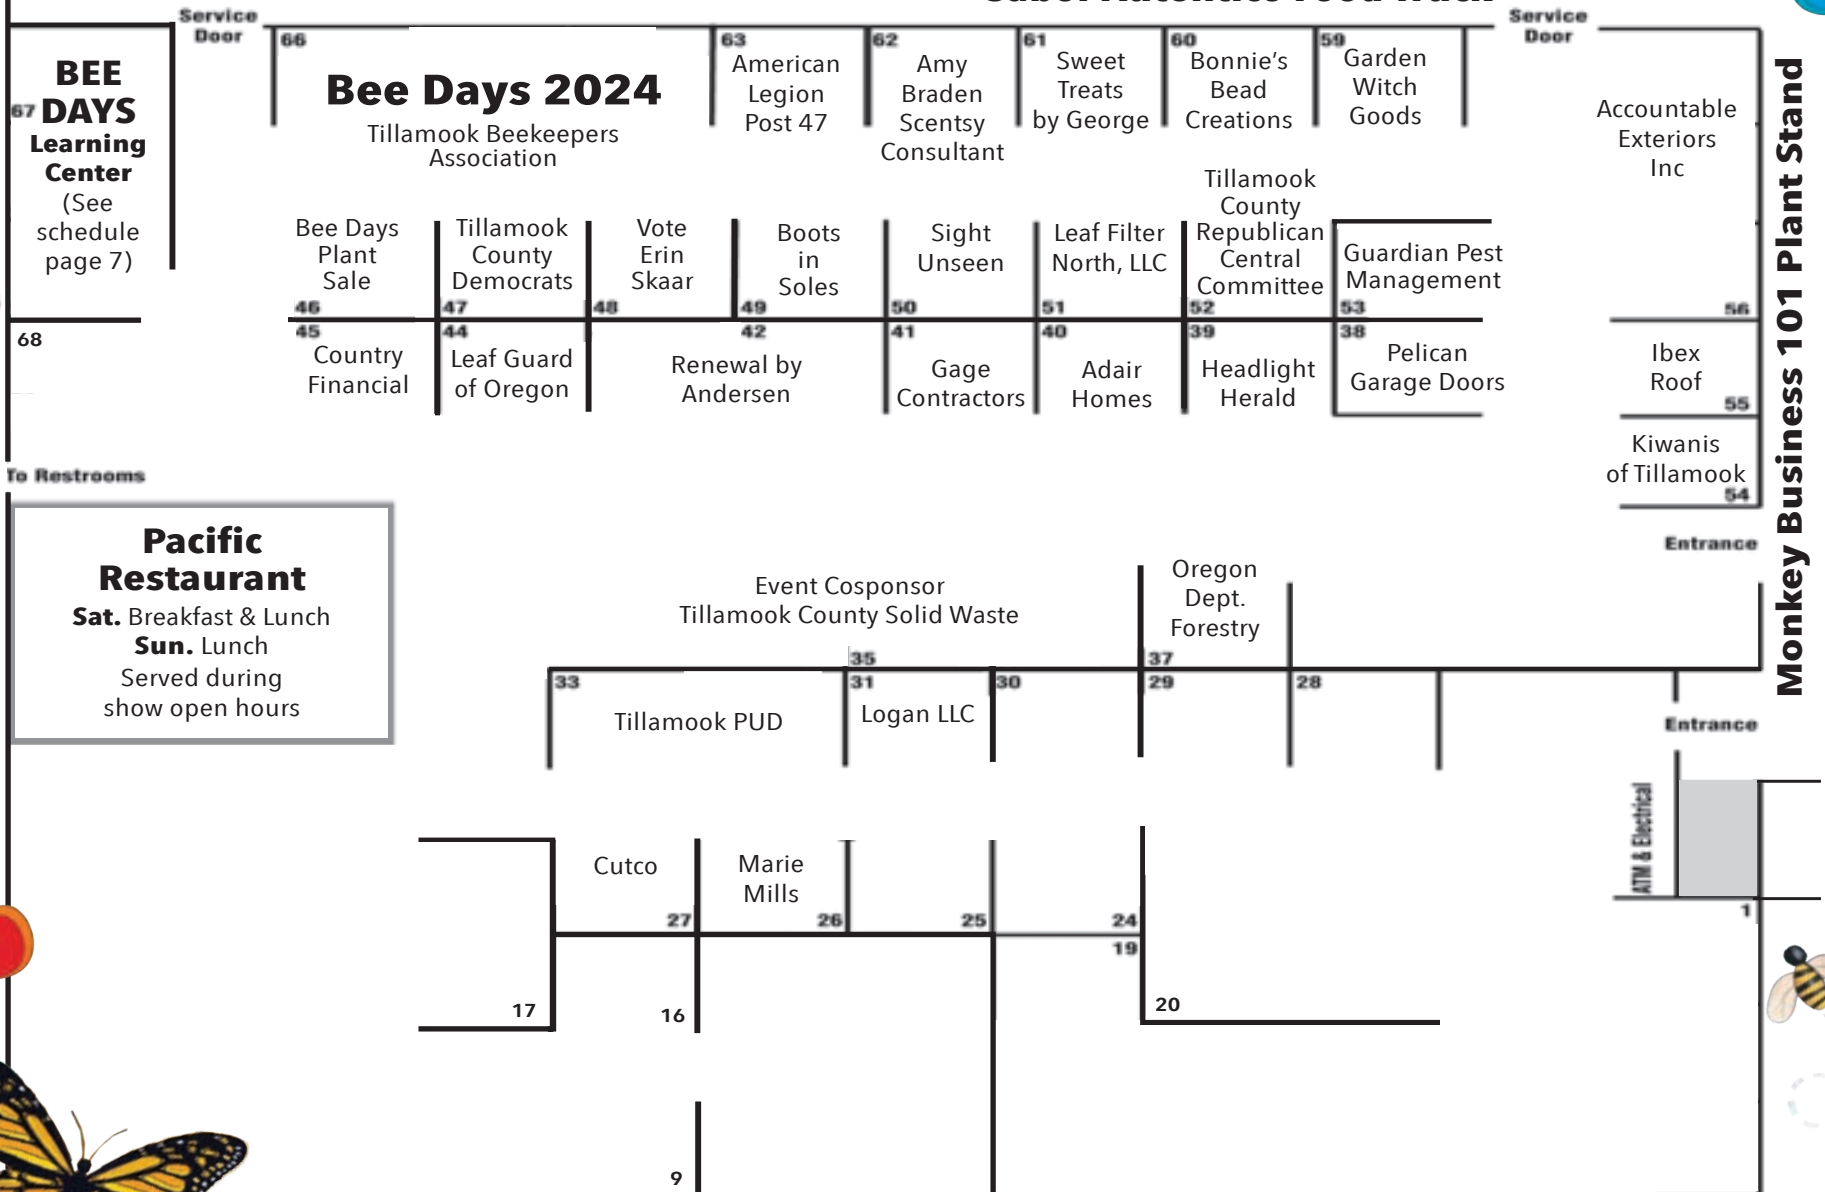 Service
Door
BEE
DAYS
67
Learning
Center
(See
schedule
page 7)
68
66
Bee Days 2024
Tillamook Beekeepers
Association
63
American
Legion
Post 47
62
Amy
Braden
Scentsy
Consultant
61
Sweet
Treats
by George
60
Bonnie’s
Bead
Creations
59
Garden
Witch
Goods
Service
Door
Accountable
Exteriors
Inc
56
Monkey Business 101 Plant Stand
Bee Days
Plant
Sale
46
Tillamook
County
Democrats
47
Vote
Erin
Skaar
48
Boots
in
Soles
49
Sight
Unseen
50
Leaf Filter
North, LLC
51
Tillamook
County
Republican
Central
Committee
52
Guardian Pest
Management
53
45
Country
Financial
44
Leaf Guard
of Oregon
42
Renewal by
Andersen
41
Gage
Contractors
40
Adair
Homes
39
Headlight
Herald
38
Pelican
Garage Doors
Ibex
Roof
55
Kiwanis
of Tillamook
54
To Restrooms
Pacific
Restaurant
Sat. Breakfast & Lunch
Sun. Lunch
Served during
show open hours
Entrance
Event Cosponsor
Tillamook County Solid Waste
35
Oregon
Dept.
Forestry
37
33
Tillamook PUD
31
Logan LLC
30
29
28
Entrance
ATM & Electrical
1
Cutco
27
Marie
Mills
26
25
24
19
17
16
20
9